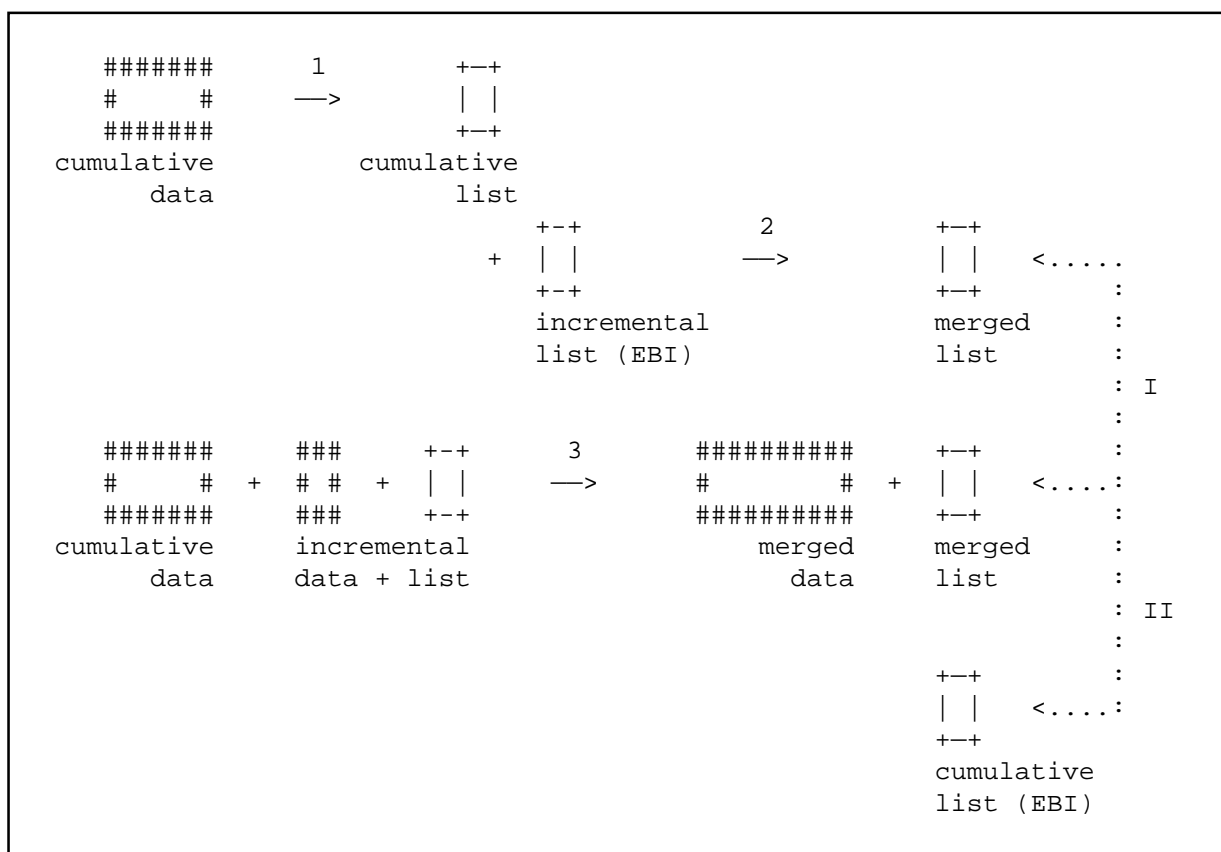 #######      1        +—+
#     #     ——>       | |
#######               +—+
cumulative         cumulative
data               list
+-+            2          +—+
+  | |           ——>         | |   <.....
+-+                       +—+        :
incremental              merged     :
list (EBI)               list       :
: I
:
#######     ###     +-+      3       ##########     +—+        :
#     #  +  # #  +  | |     ——>      #        #  +  | |   <....:
#######     ###     +-+              ##########     +—+        :
cumulative     incremental                  merged     merged     :
data     data + list                    data     list       :
: II
:
+—+        :
| |   <....:
+—+
cumulative
list (EBI)